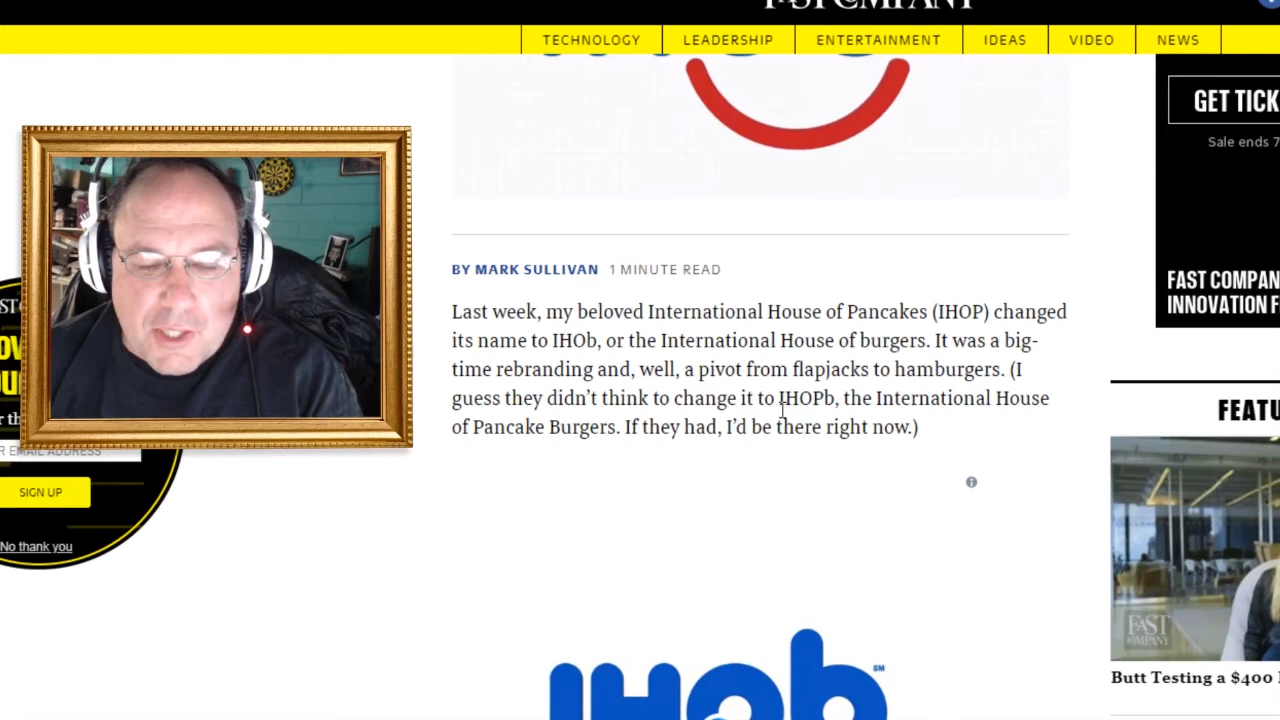 FAST COMPANY
TECHNOLOGY
LEADERSHIP
ENTERTAINMENT
IDEAS
VIDEO
NEWS
GET TICK
Sale ends 7
FAST COMPAN
INNOVATION F
BY MARK SULLIVAN 1 MINUTE READ
Last week, my beloved International House of Pancakes (IHOP) changed
its name to IHOb, or the International House of burgers. It was a big-
time rebranding and, well, a pivot from flapjacks to hamburgers. (I
guess they didn’t think to change it to IHOPb, the International House
of Pancake Burgers. If they had, I’d be there right now.)
R EMAIL ADDRESS
SIGN UP
No thank you
IHOb SM
FEATU
FAST
COMPANY
Butt Testing a $400